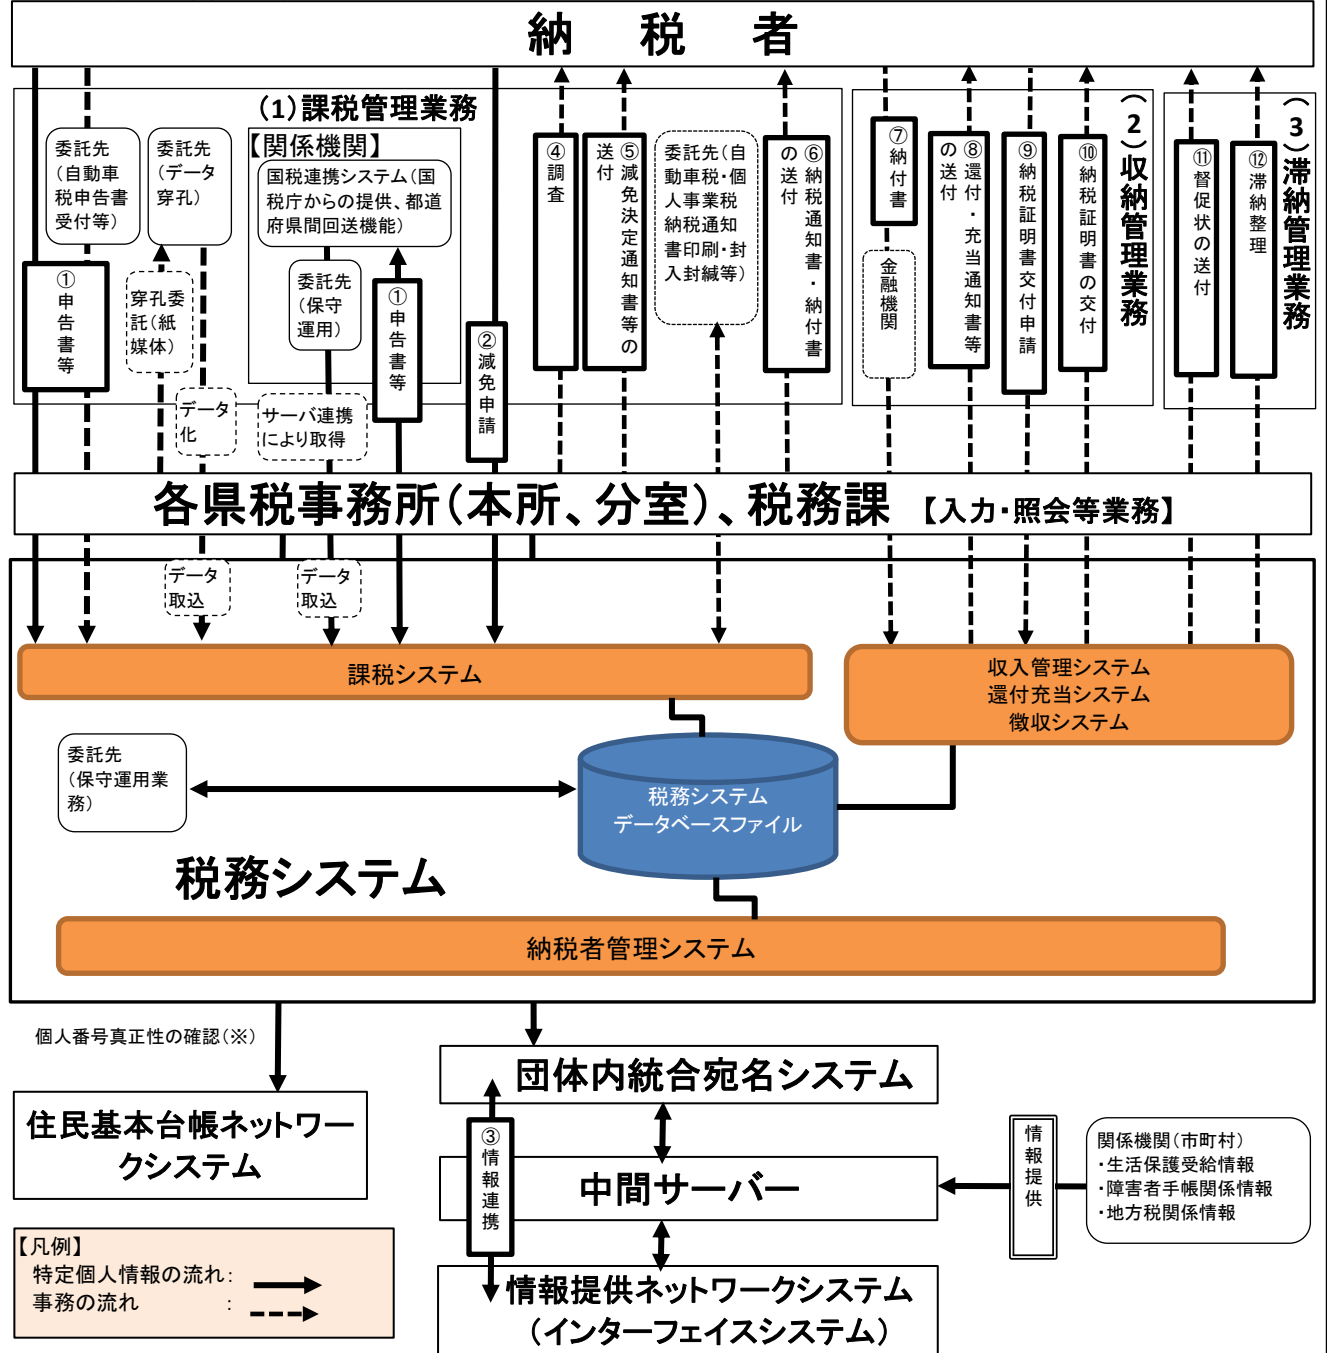 納　税　者
(1)課税管理業務
委託先
(自動車
税申告書
受付等)
委託先
(データ
穿孔)
【関係機関】
国税連携システム(国
税庁からの提供、都道
府県間回送機能)
委託先
(保守
運用)
①申告書等
①申告書等
穿孔委
託(紙
媒体)
データ
化
サーバ連携
により取得
②減免申請
④調査
⑤減免決定通知書等の
送付
委託先(自
動車税・個
人事業税
納税通知
書印刷・封
入封緘等)
⑥納税通知書・納付書
の送付
(2)収納管理業務
⑦納付書
金融機関
⑧還付・充当通知書等
の送付
⑨納税証明書交付申請
⑩納税証明書の交付
(3)滞納管理業務
⑪督促状の送付
⑫滞納整理
各県税事務所(本所、分室)、税務課 【入力・照会等業務】
データ
取込
データ
取込
課税システム
収入管理システム
還付充当システム
徴収システム
委託先
(保守運用業
務)
税務システム
データベースファイル
税務システム
納税者管理システム
個人番号真正性の確認(※)
住民基本台帳ネットワー
クシステム
団体内統合宛名システム
③情報連携
中間サーバー
情報提供
関係機関(市町村)
・生活保護受給情報
・障害者手帳関係情報
・地方税関係情報
情報提供ネットワークシステム
(インターフェイスシステム)
【凡例】
特定個人情報の流れ:
事務の流れ　　　　: